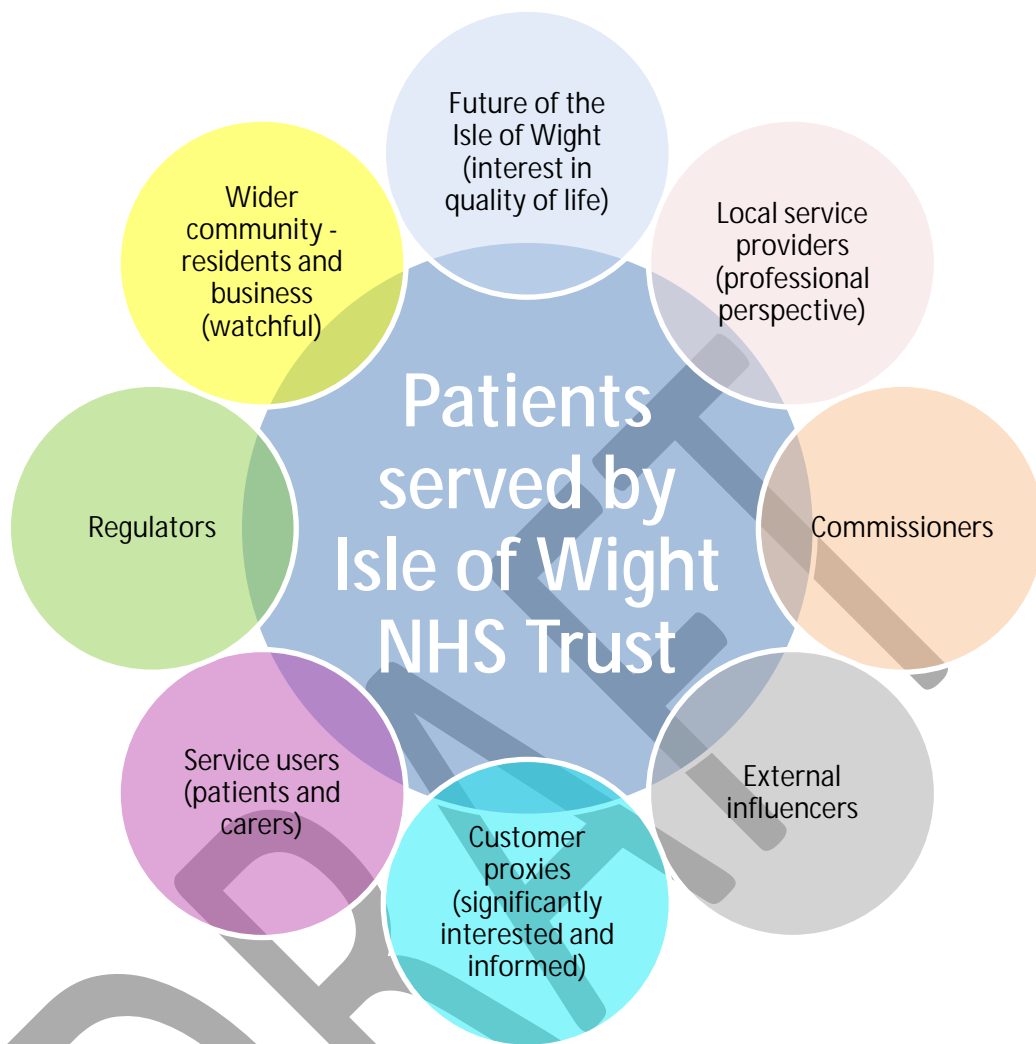 Future of the
Isle of Wight
(interest in
quality of life)
Local service
providers
(professional
perspective)
Commissioners
External
influencers
Customer
proxies
(significantly
interested and
informed)
Service users
(patients and
carers)
Regulators
Wider
community -
residents and
business
(watchful)
Patients
served by
Isle of Wight
NHS Trust
DRAFT